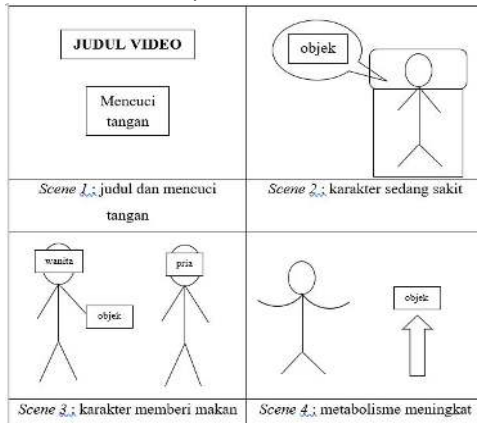 JUDUL VIDEO
Mencuci
tangan
objek
Scene 1 : judul dan mencuci
tangan
Scene 2 : karakter sedang sakit
wanita
pria
objek
objek
Scene 3 : karakter memberi makan
Scene 4 : metabolisme meningkat